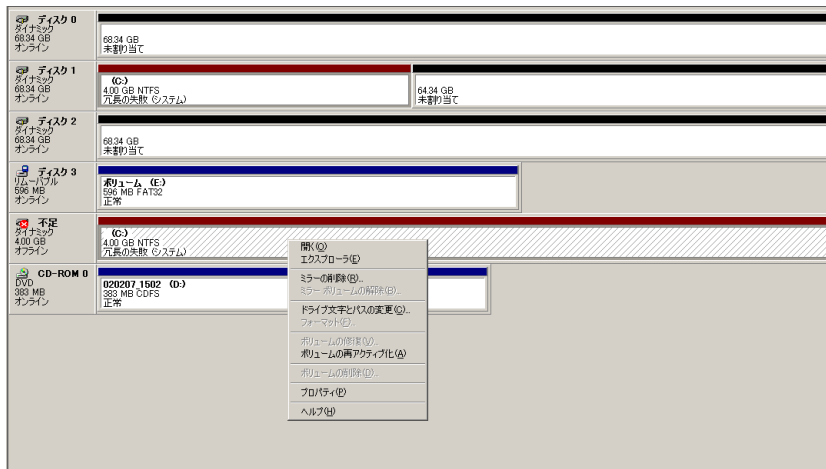 ディスク 0
ダイナミック
68.34 GB
オンライン
68.34 GB
未割り当て
ディスク 1
ダイナミック
68.34 GB
オンライン
(C:)
4.00 GB NTFS
冗長の失敗 (システム)
64.34 GB
未割り当て
ディスク 2
ダイナミック
68.34 GB
オンライン
68.34 GB
未割り当て
ディスク 3
リムーバブル
596 MB
オンライン
ボリューム (E:)
596 MB FAT32
正常
不足
ダイナミック
4.00 GB
オフライン
(C:)
4.00 GB NTFS
冗長の失敗 (システム)
開く(O)
エクスプローラ(E)
ミラーの削除(R)...
ミラー ボリュームの解除(B)...
ドライブ文字とパスの変更(C)...
フォーマット(F)...
ボリュームの修復(V)...
ボリュームの再アクティブ化(A)
ボリュームの削除(D)...
プロパティ(P)
ヘルプ(H)
CD-ROM 0
DVD
383 MB
オンライン
020207_1502 (D:)
383 MB CDFS
正常